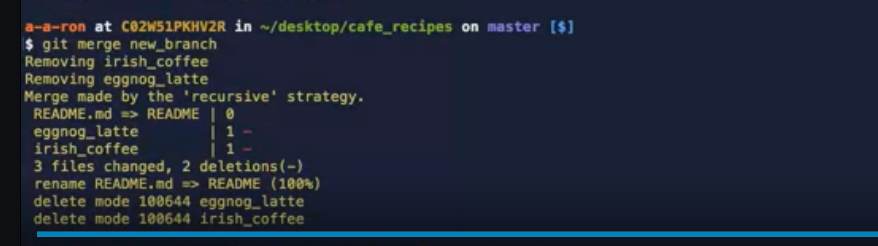 a-a-ron at C02W51PKHV2R in ~/desktop/cafe_recipes on master [$]
$ git merge new_branch
Removing irish_coffee
Removing eggnog_latte
Merge made by the 'recursive' strategy.
README.md => README | 0
eggnog_latte | 1 -
irish_coffee | 1 -
3 files changed, 2 deletions(-)
rename README.md => README (100%)
delete mode 100644 eggnog_latte
delete mode 100644 irish_coffee